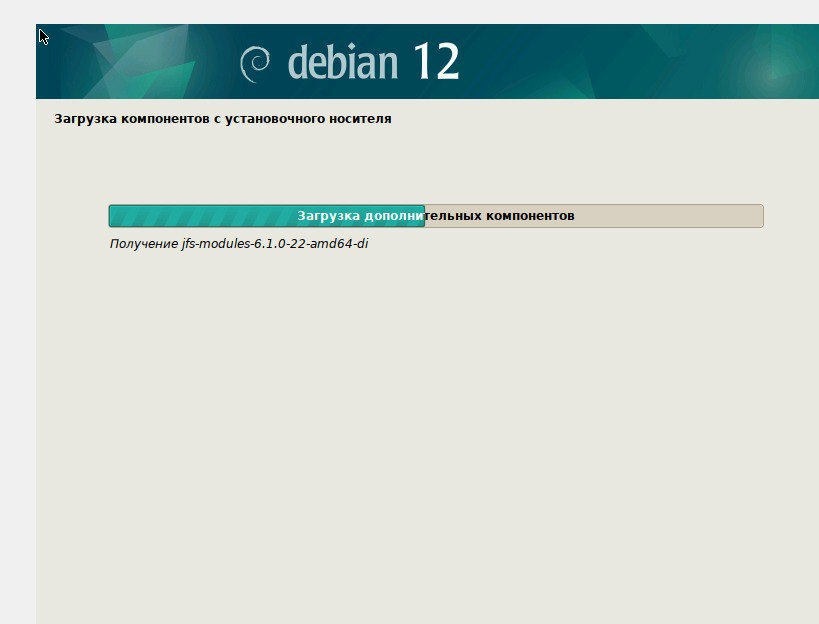 debian 12
Загрузка компонентов с установочного носителя
Загрузка дополнительных компонентов
Получение jfs-modules-6.1.0-22-amd64-di